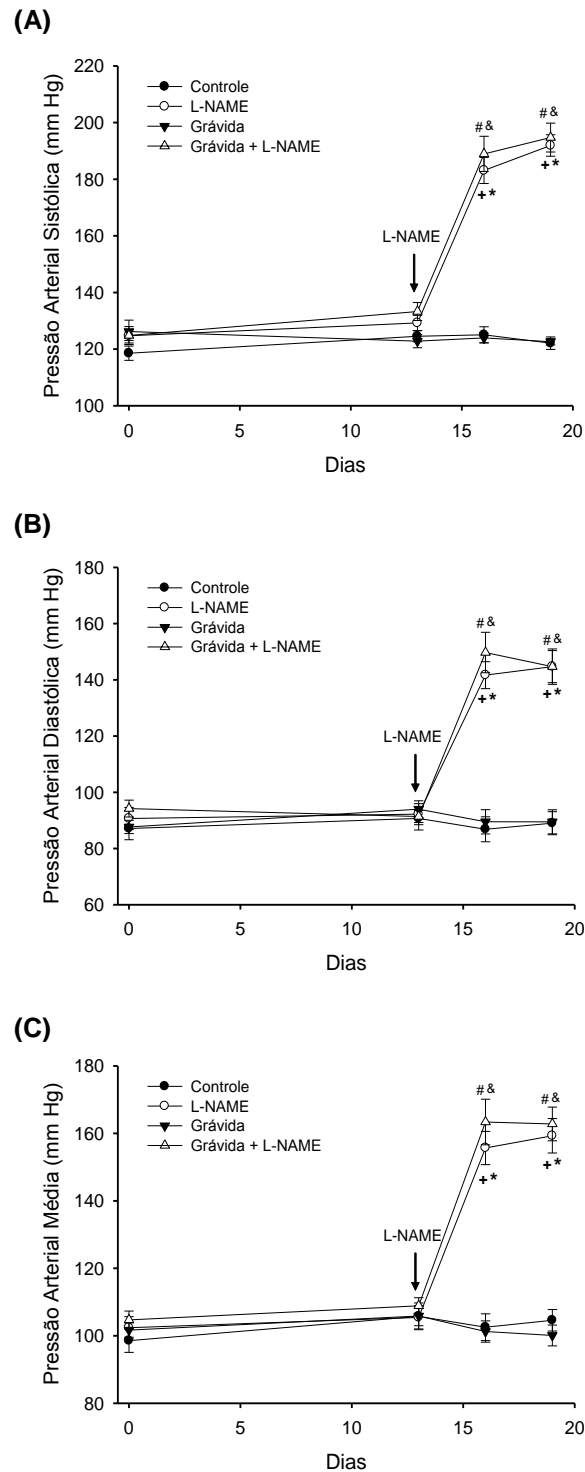 (A)
Pressão Arterial Sistólica (mm Hg)
220
200
180
160
140
120
100
Controle
L-NAME
Grávida
Grávida + L-NAME
L-NAME
# &
# &
+ *
+ *
0
5
10
15
20
Dias
(B)
Pressão Arterial Diastólica (mm Hg)
180
160
140
120
100
80
60
Controle
L-NAME
Grávida
Grávida + L-NAME
L-NAME
# &
# &
+ *
+ *
0
5
10
15
20
Dias
(C)
Pressão Arterial Média (mm Hg)
180
160
140
120
100
80
Controle
L-NAME
Grávida
Grávida + L-NAME
L-NAME
# &
# &
+ *
+ *
0
5
10
15
20
Dias